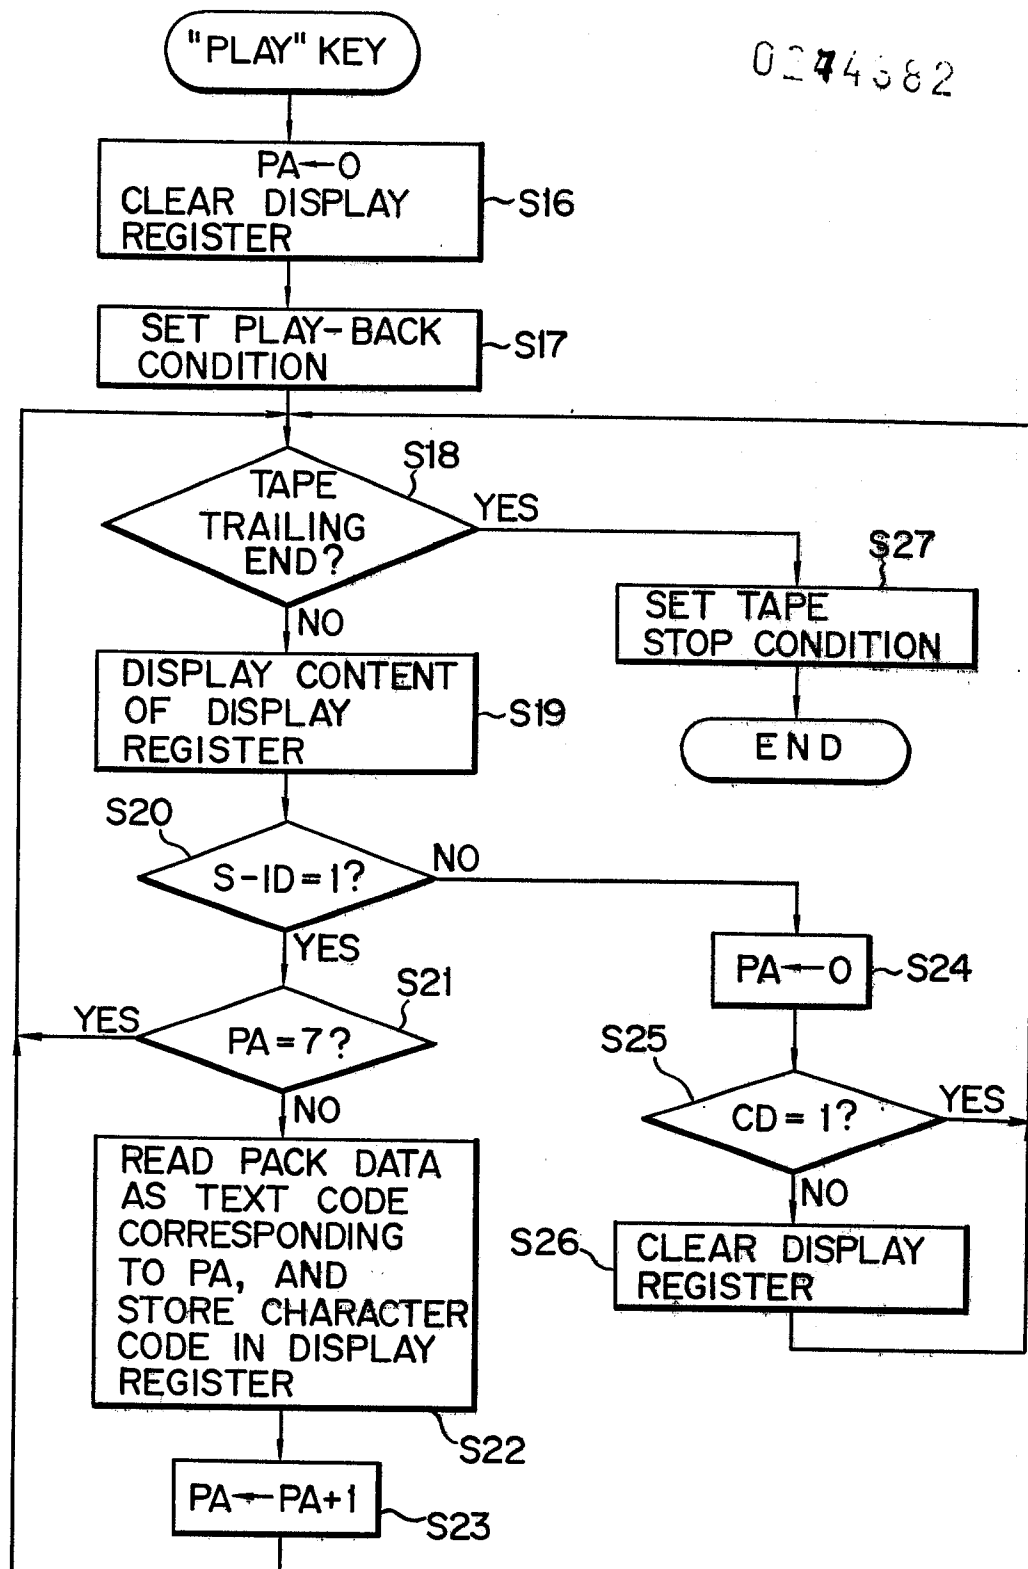 "PLAY" KEY
PA←0
CLEAR DISPLAY
REGISTER
S16
SET PLAY-BACK
CONDITION
S17
S18
TAPE
TRAILING
END?
YES
NO
S27
SET TAPE
STOP CONDITION
END
DISPLAY CONTENT
OF DISPLAY
REGISTER
S19
S20
S-ID=1?
NO
YES
PA←0
S24
S21
PA=7?
YES
NO
S25
CD=1?
YES
NO
READ PACK DATA
AS TEXT CODE
CORRESPONDING
TO PA, AND
STORE CHARACTER
CODE IN DISPLAY
REGISTER
S22
S26
CLEAR DISPLAY
REGISTER
PA←PA+1
S23